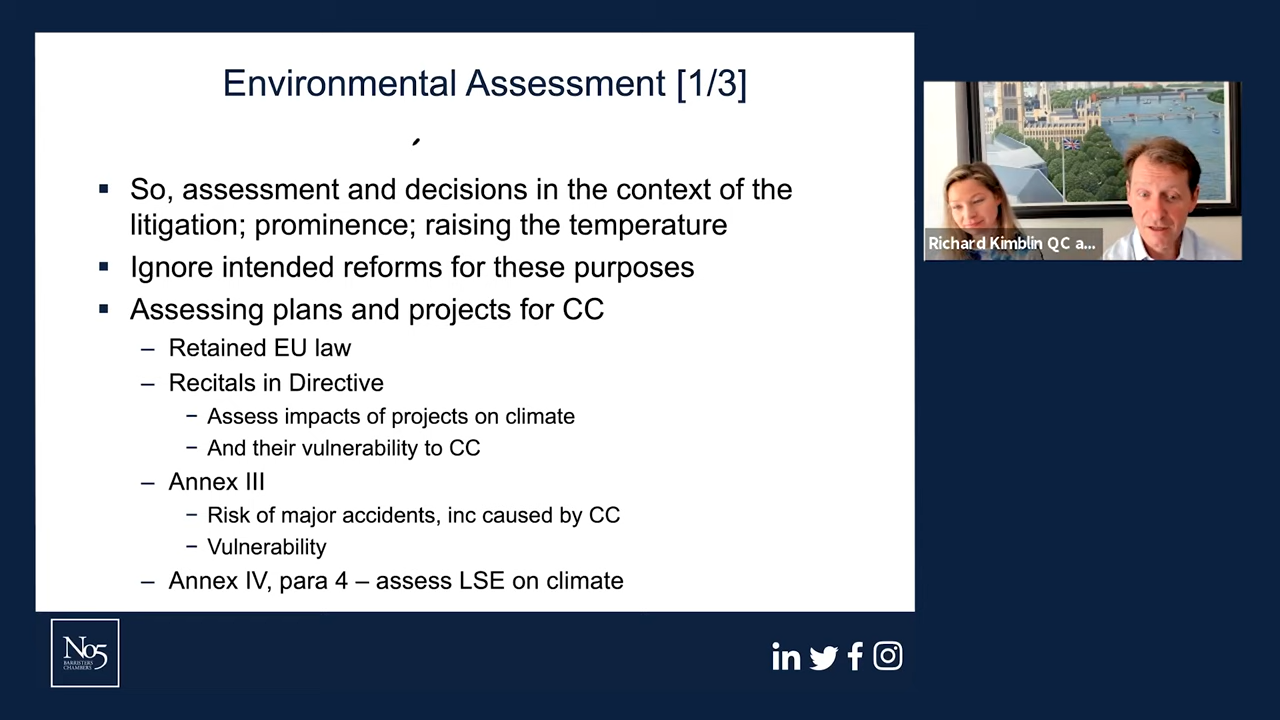 Environmental Assessment [1/3]
▪ So, assessment and decisions in the context of the
litigation; prominence; raising the temperature
▪ Ignore intended reforms for these purposes
▪ Assessing plans and projects for CC
– Retained EU law
– Recitals in Directive
− Assess impacts of projects on climate
− And their vulnerability to CC
– Annex III
− Risk of major accidents, inc caused by CC
− Vulnerability
– Annex IV, para 4 – assess LSE on climate
Richard Kimblin QC a...
No5
BARRISTERS
CHAMBERS
in f